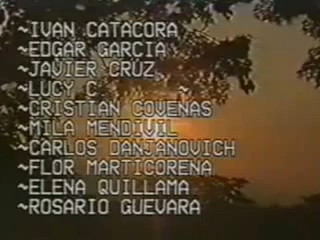 ~IVAN CATACORA
~EDGAR GARCIA
~JAVIER CRUZ
~LUCY C ~
~CRISTIAN COVENAS
~MILA MENDIVIL
~CARLOS DANJANOVICH
~FLOR MARTICORENA
~ELENA QUILLAMA
~ROSARIO GUEVARA